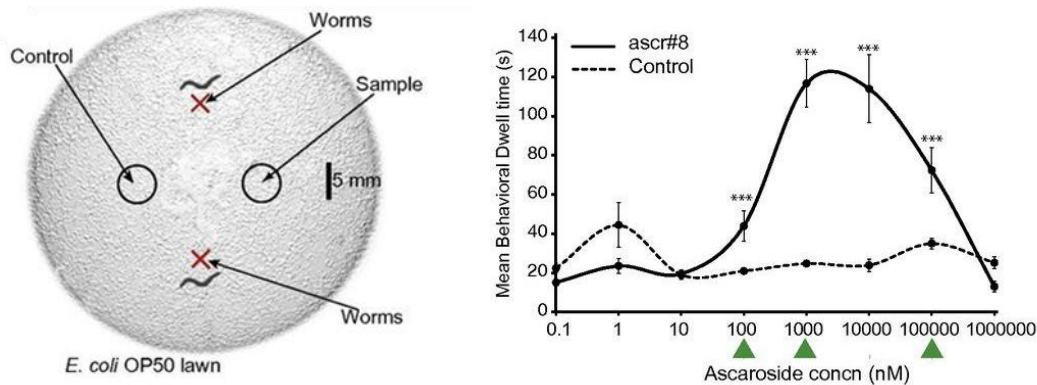 Worms
Control
Sample
5 mm
Worms
E. coli OP50 lawn
Mean Behavioral Dwell time (s)
140
120
100
80
60
40
20
0
ascr#8
Control
***
***
***
***
0.1 1 10 100 1000 10000 100000 1000000
Ascaroside concn (nM)